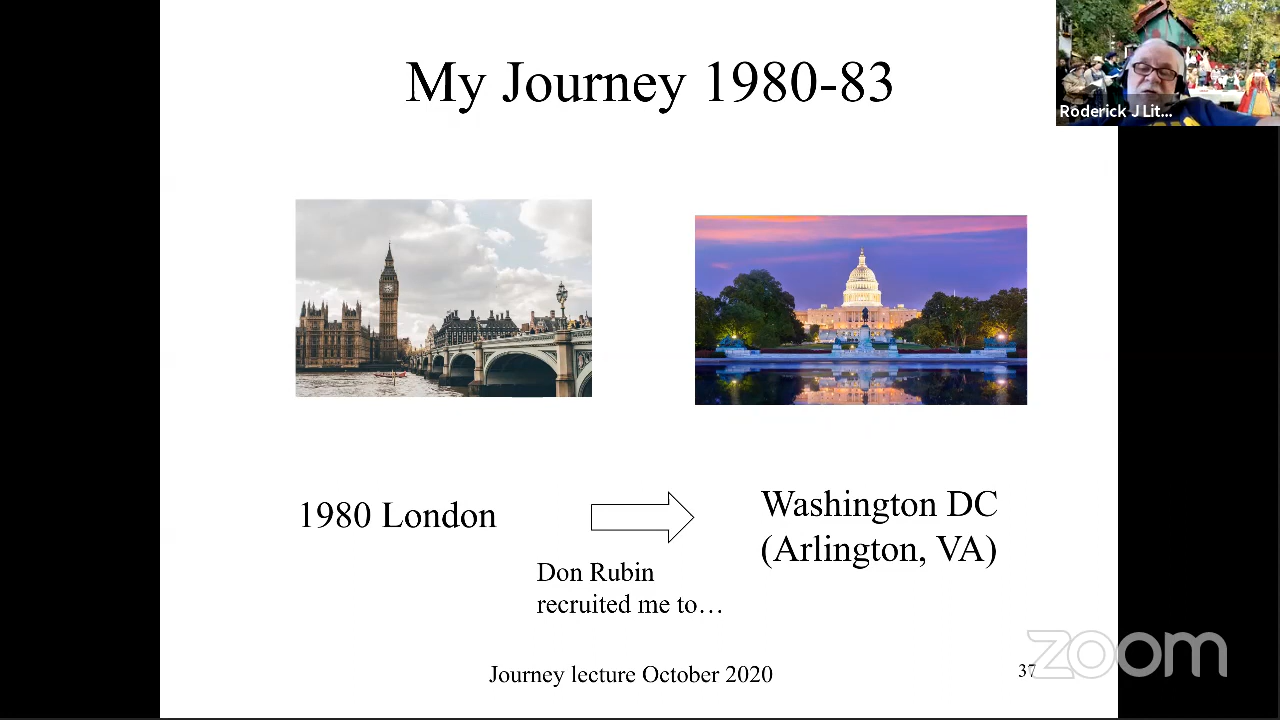 My Journey 1980-83
Roderick J Lit...
1980 London
Washington DC
(Arlington, VA)
Don Rubin
recruited me to…
Journey lecture October 2020
37
zoom